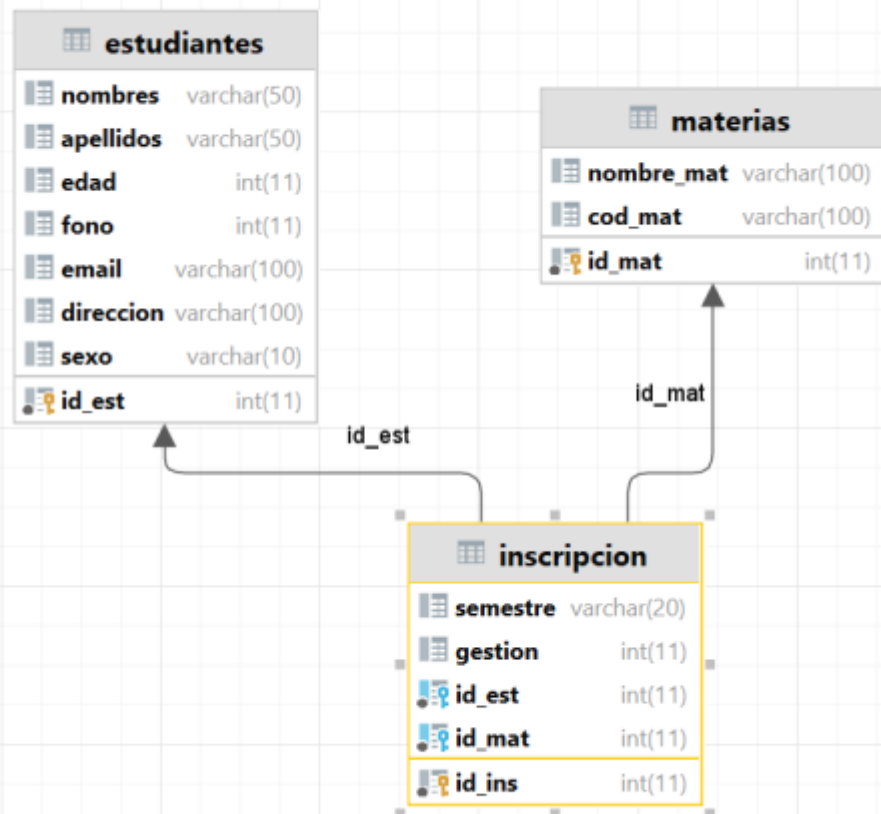 estudiantes
nombres varchar(50)
apellidos varchar(50)
edad int(11)
fono int(11)
email varchar(100)
direccion varchar(100)
sexo varchar(10)
id_est int(11)
materias
nombre_mat varchar(100)
cod_mat varchar(100)
id_mat int(11)
id_est
id_mat
inscripcion
semestre varchar(20)
gestion int(11)
id_est int(11)
id_mat int(11)
id_ins int(11)